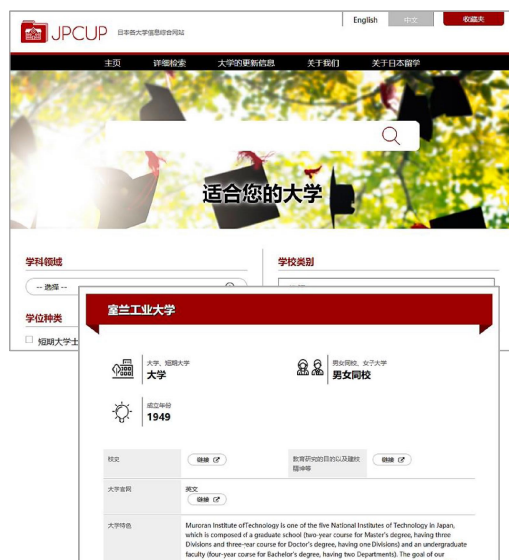 English
中文
收藏夹
JPCUP 日本各大学信息综合网站
主页 详细检索 大学的更新信息 关于我们 关于日本留学
适合您的大学
学科领域
学校类别
-- 选择 --
学位种类
短期大学士
室兰工业大学
大学、短期大学
大学
男女同校、女子大学
男女同校
成立年份
1949
校史
链接
教育研究的目的以及建校精神等
链接
大学官网
英文
链接
大学特色
Muroran Institute of Technology is one of the five National Institutes of Technology in Japan,
which is composed of a graduate school (two-year course for Master's degree, having three
Divisions and three-year course for Doctor's degree, having one Divisions) and an undergraduate
faculty (four-year course for Bachelor's degree, having two Departments). The goal of our